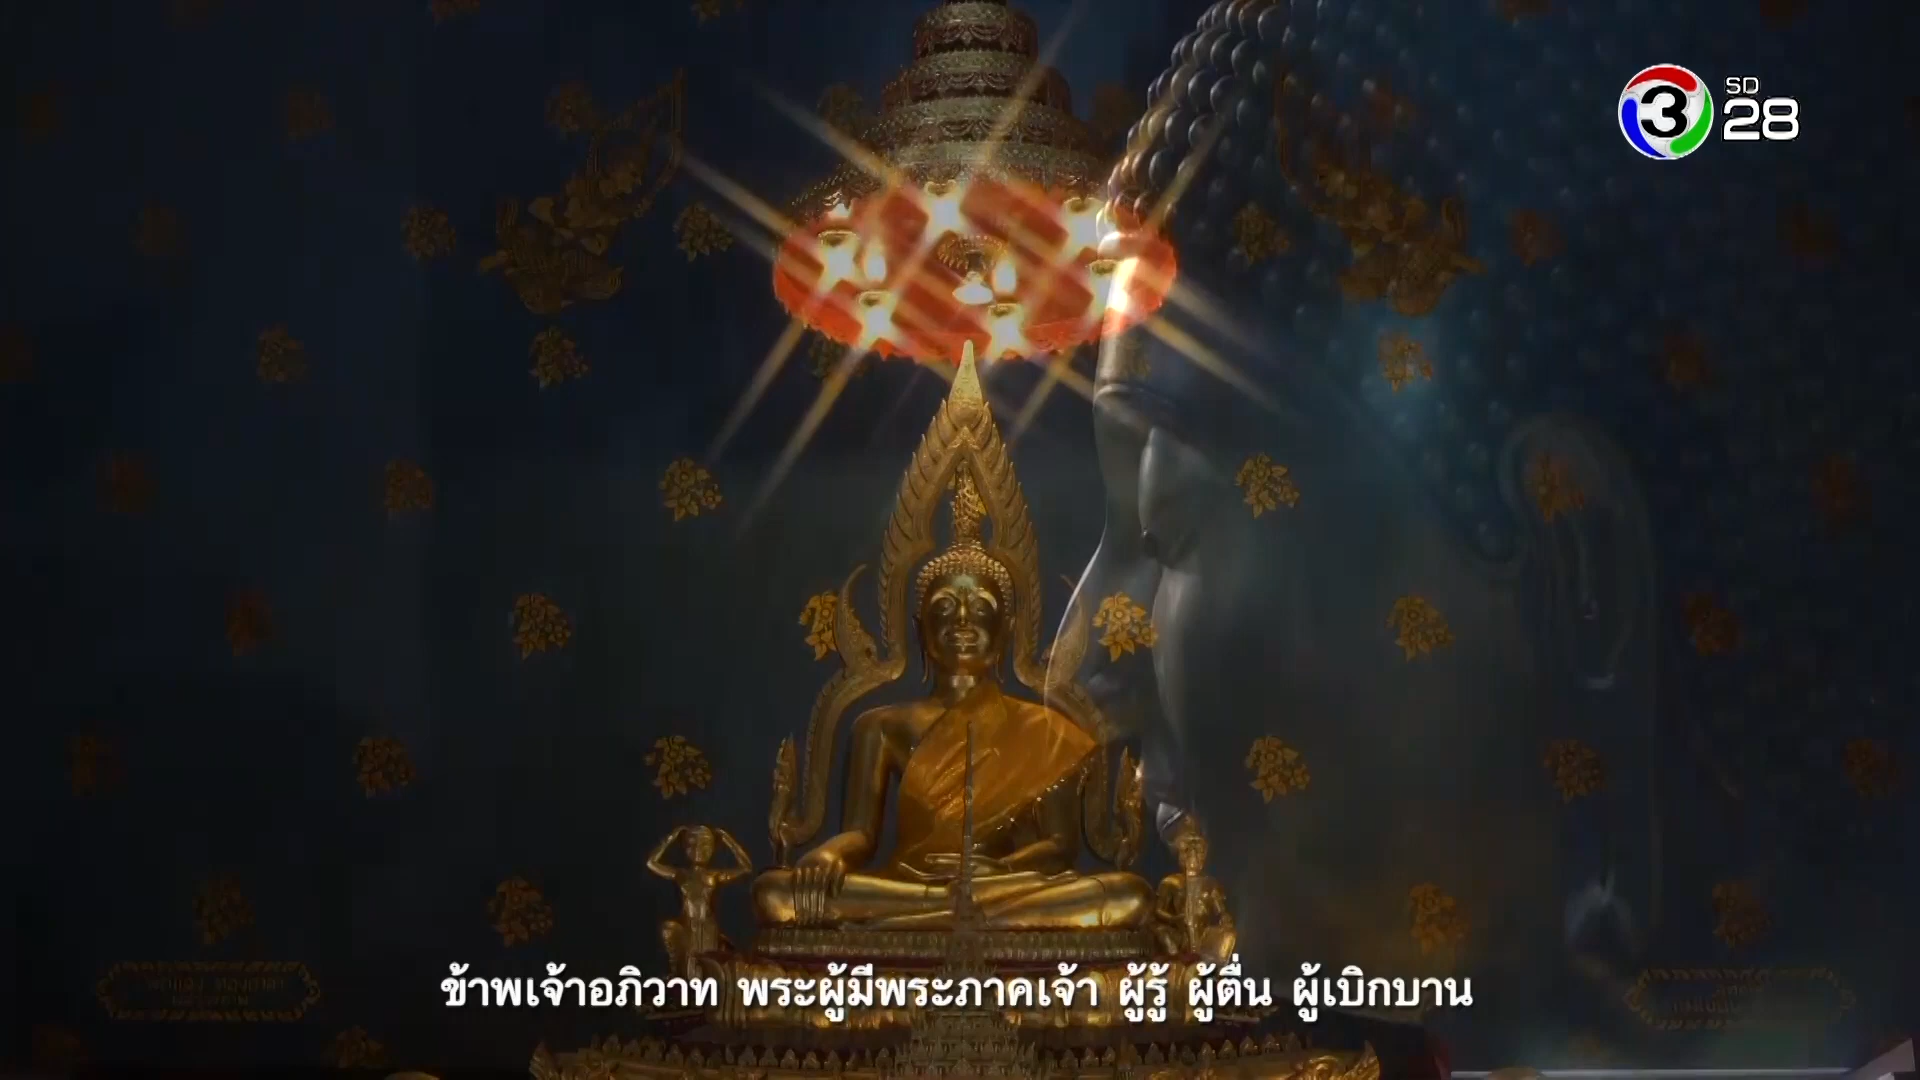 3 SD
28
ข้าพเจ้าอภิวาท พระผู้มีพระภาคเจ้า ผู้รู้ ผู้ตื่น ผู้เบิกบาน